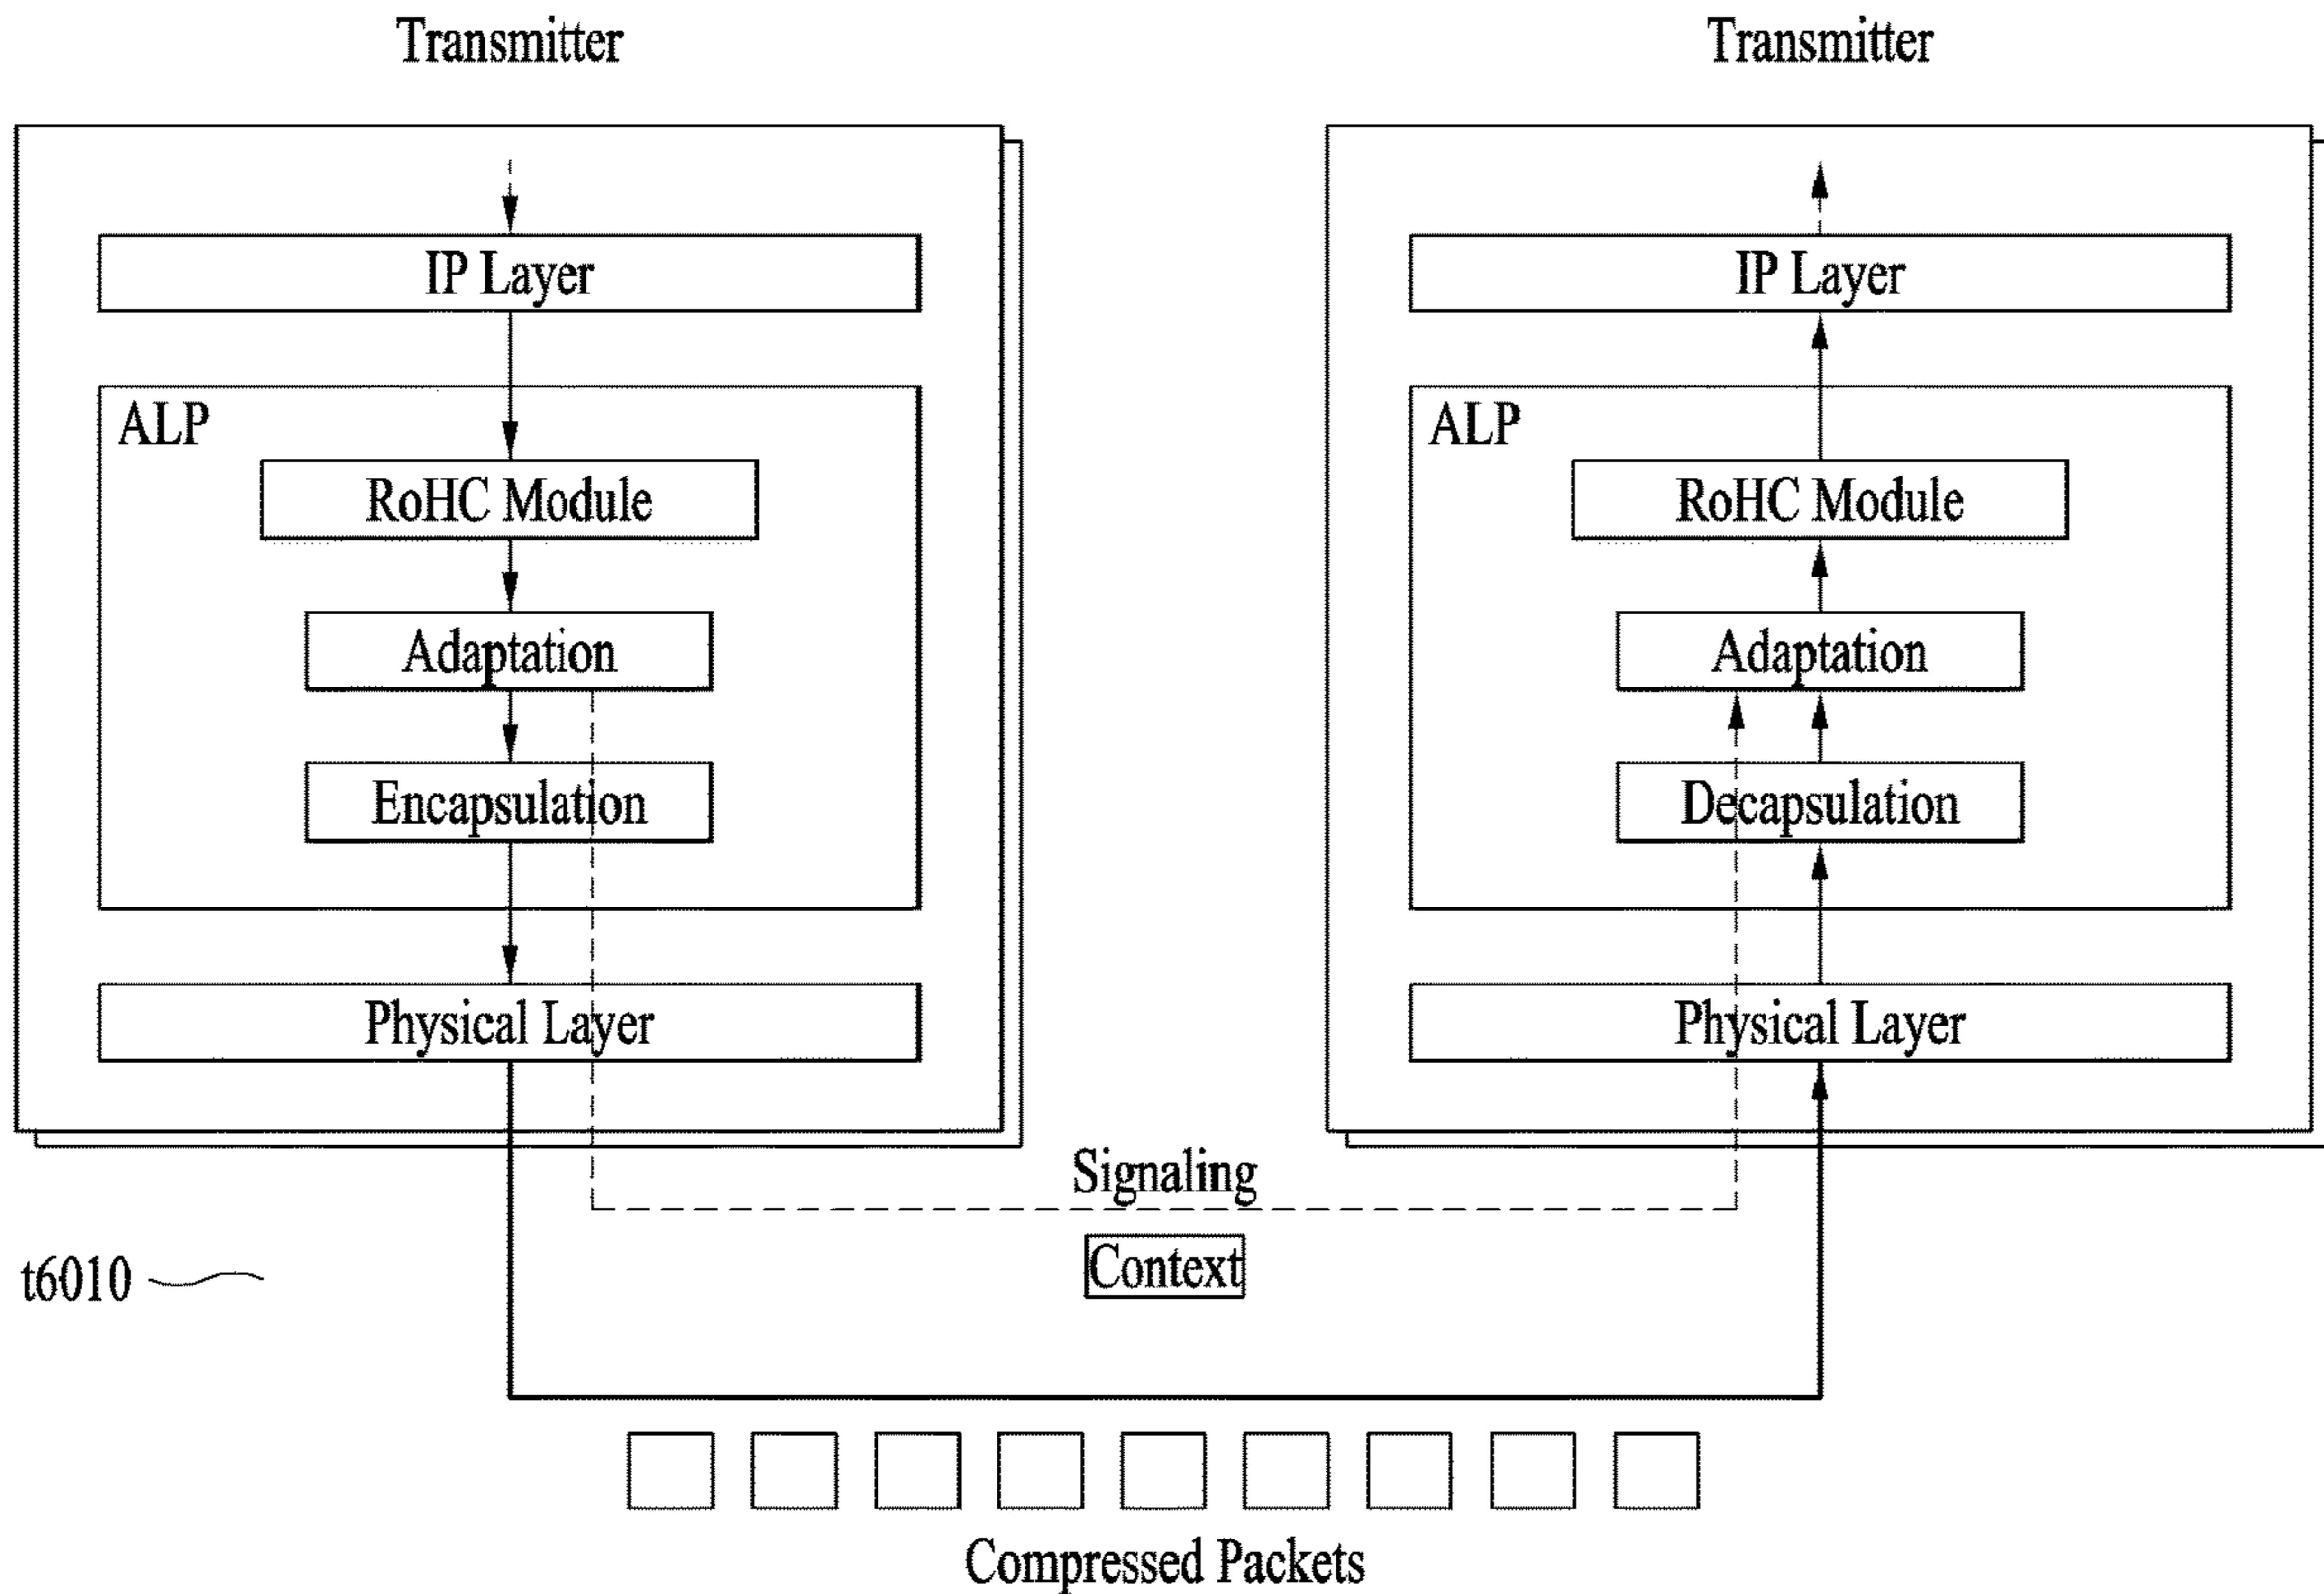 Transmitter
IP Layer
ALP
RoHC Module
Adaptation
Encapsulation
Physical Layer
Transmitter
IP Layer
ALP
RoHC Module
Adaptation
Decapsulation
Physical Layer
Signaling
Context
t6010
Compressed Packets